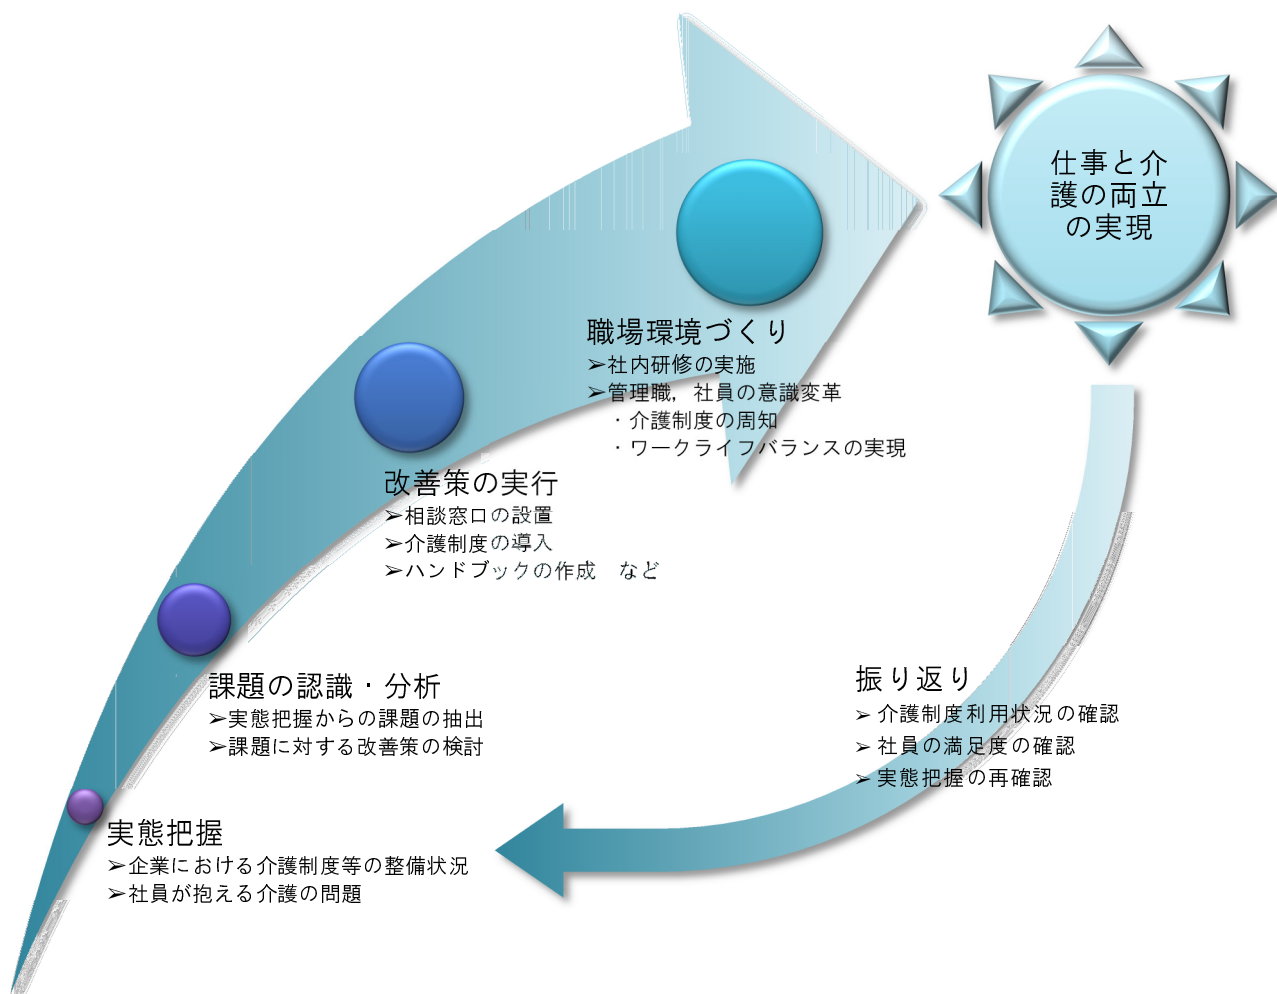 仕事と介
護の両立
の実現
職場環境づくり
➢社内研修の実施
➢管理職，社員の意識変革
・介護制度の周知
・ワークライフバランスの実現
改善策の実行
➢相談窓口の設置
➢介護制度の導入
➢ハンドブックの作成　など
課題の認識・分析
➢実態把握からの課題の抽出
➢課題に対する改善策の検討
実態把握
➢企業における介護制度等の整備状況
➢社員が抱える介護の問題
振り返り
➢ 介護制度利用状況の確認
➢ 社員の満足度の確認
➢ 実態把握の再確認